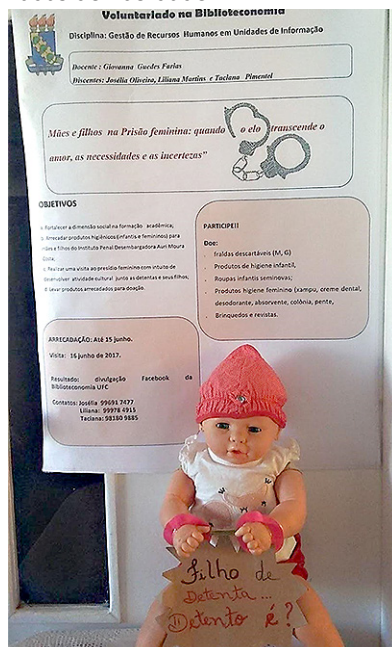 Voluntariado na Biblioteconomia
Disciplina: Gestão de Recursos Humanos em Unidades de Informação
Docente : Giovanna Guedes Farias
Discentes: Josélia Oliveira, Liliana Martins e Taciana Pimentel
Mães e filhos na Prisão feminina: quando o elo transcende o
amor, as necessidades e as incertezas"
OBJETIVOS
Fortalecer a dimensão social na formação acadêmica;
Arrecadar produtos higiênicos(infantis e femininos) para
mães e filhos do Instituto Penal Desembargadora Auri Moura
Costa;
Realizar uma visita ao presídio feminino com intuito de
desenvolver atividade cultural junto as detentas e seus filhos;
Levar produtos arrecadados para doação.
PARTICIPE!!
Doe:
fraldas descartáveis (M, G)
Produtos de higiene infantil,
Roupas infantis seminovas;
Produtos higiene feminino (xampu, creme dental,
desodorante, absorvente, colônia, pente,
Brinquedos e revistas.
ARRECADAÇÃO: Até 15 junho.
Visita: 16 junho de 2017.
Resultado: divulgação Facebook da
Biblioteconomia UFC
Contatos: Josélia 99691 7477
Liliana: 99978 4915
Taciana: 98180 9885
Filho de
Detenta...
Detento é?